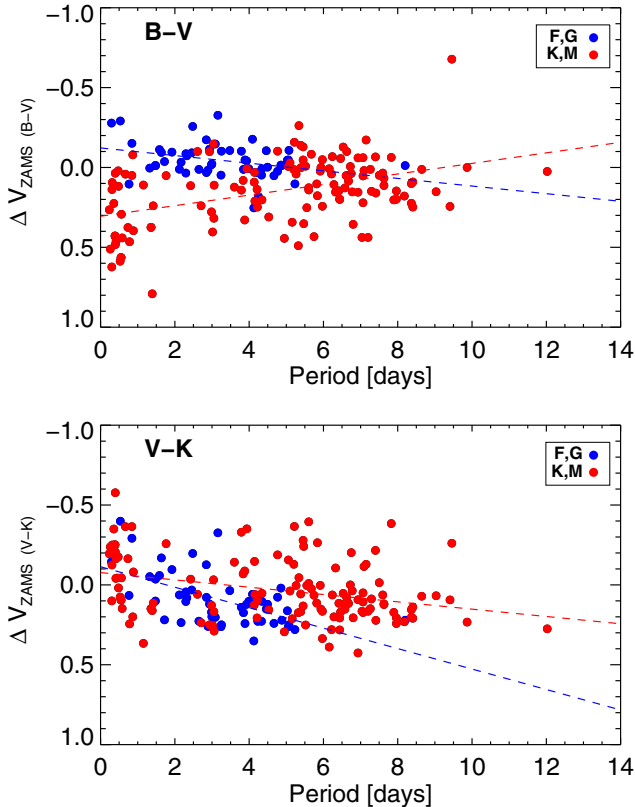 B−V
F,G
K,M
−1.0
−0.5
0.0
0.5
1.0
Δ V_ZAMS (B−V)
0 2 4 6 8 10 12 14
Period [days]
V−K
F,G
K,M
−1.0
−0.5
0.0
0.5
1.0
Δ V_ZAMS (V−K)
0 2 4 6 8 10 12 14
Period [days]